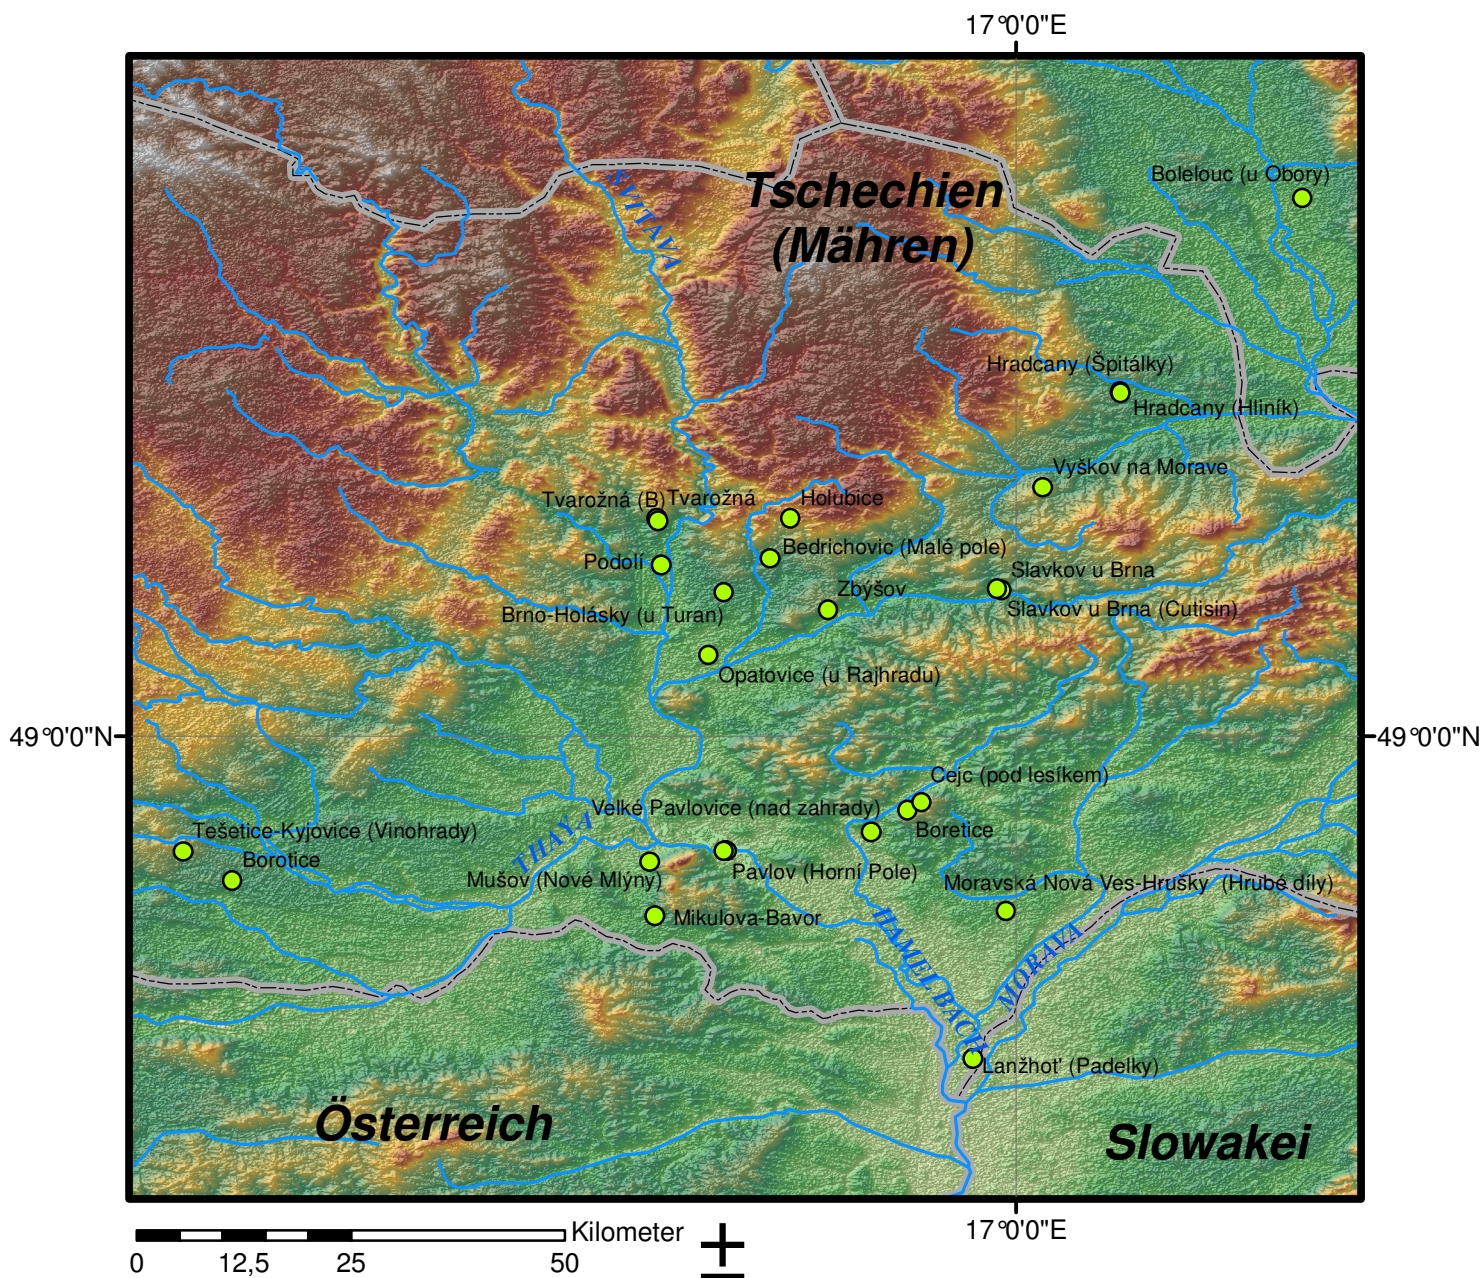 17°0'0"E
Bolelouc (u Obory)
SVITAVA
Tschechien
(Mähren)
Hradcany (Špitálky)
Hradcany (Hliník)
Vyškov na Morave
Tvarožná (B)
Tvarožná
Holubice
Bedrichovic (Malé pole)
Podolí
Slavkov u Brna
Zbýšov
Slavkov u Brna (Cutisin)
Brno-Holásky (u Turan)
Opatovice (u Rajhradu)
49°0'0"N
49°0'0"N
Cejc (pod lesíkem)
Velké Pavlovice (nad zahrady)
Boretice
THAYA
Tešetice-Kyjovice (Vinohrady)
Borotice
Pavlov (Horní Pole)
Mušov (Nové Mlýny)
Moravská Nová Ves-Hrušky (Hrubé díly)
Mikulova-Bavor
HAMELBACH
MORAVA
Lanžhot' (Padelky)
Österreich
Slowakei
17°0'0"E
Kilometer
0
12,5
25
50